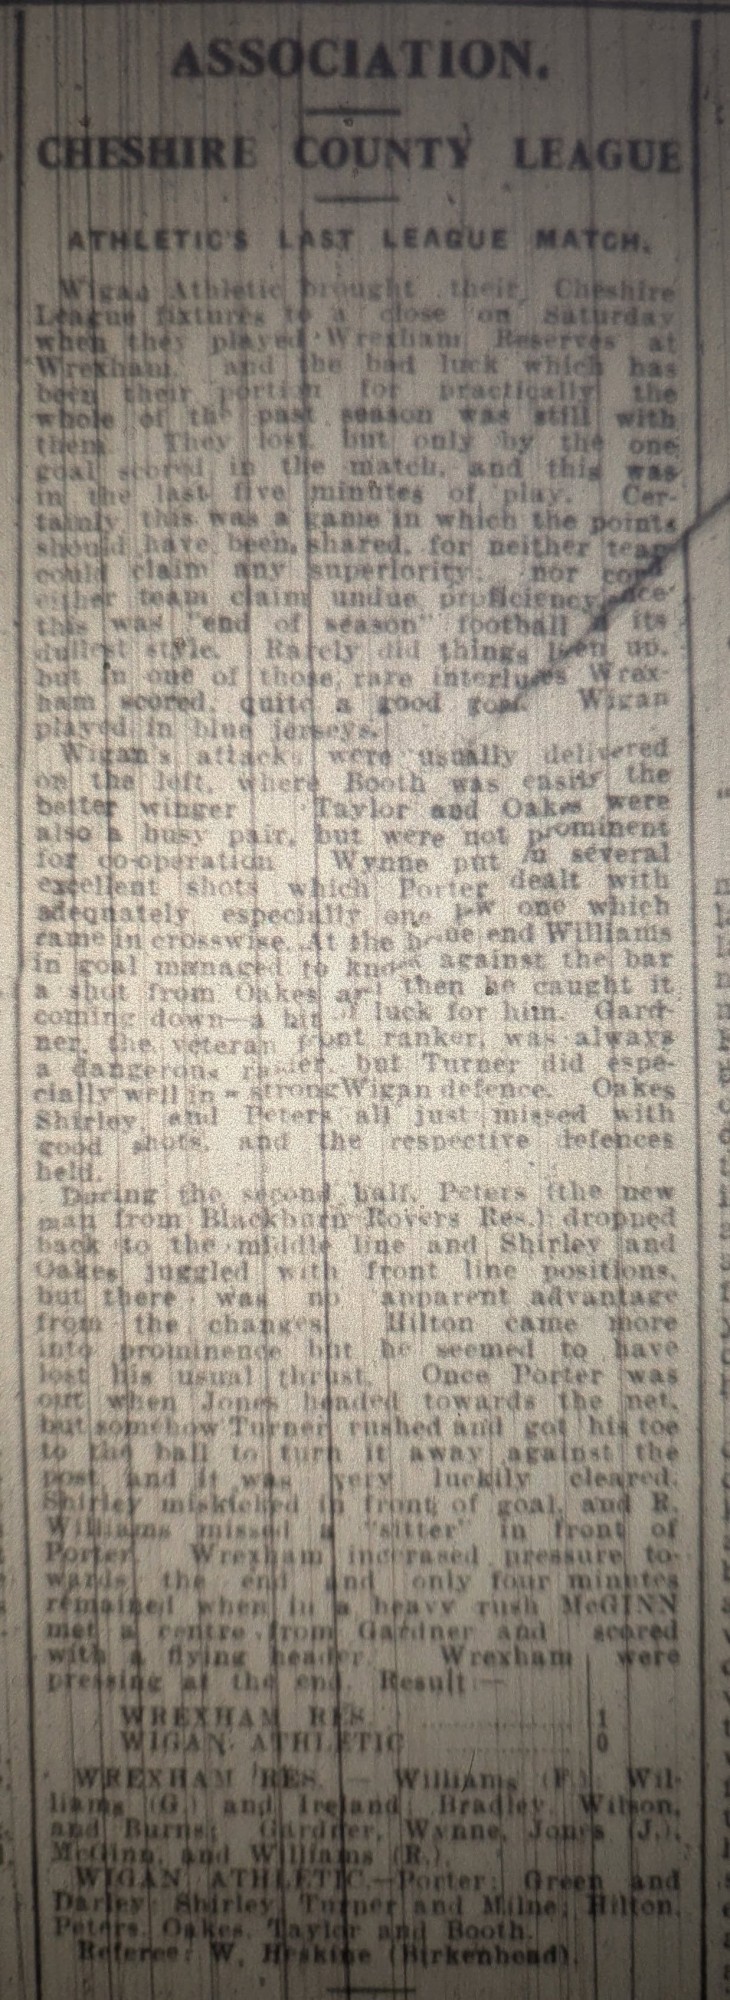 ASSOCIATION.
CHESHIRE COUNTY LEAGUE
ATHLETIC'S LAST LEAGUE MATCH.
Wigan Athletic brought their Cheshire
League fixtures to a close on Saturday
when they played Wrexham Reserves at
Wrexham, and the bad luck which has
been their portion for practically the
whole of the past season was still with
them. They lost, but only by the one
goal scored in the match, and this was
in the last five minutes of play. Cer-
tainly this was a game in which the points
should have been shared, for neither team
could claim any superiority; nor
either team claim undue proficiency
this was "end of season" football its
dullest style. Rarely did things up,
but in one of those rare interludes Wrex-
ham scored, quite a good goal. Wigan
played in blue jerseys.
Wigan's attacks were usually delivered
on the left, where Booth was easily the
better winger Taylor and Oakes were
also a busy pair, but were not prominent
for co-operation Wynne put in several
excellent shots which Porter dealt with
adequately especially one low one which
came in crosswise. At the end Williams
in goal managed to against the bar
a shot from Oakes and then he caught it
coming down—a bit of luck for him. Gard-
ner, the veteran front ranker, was always
a dangerous raider, but Turner did espe-
cially well in a strong Wigan defence. Oakes
Shirley, and Peters all just missed with
good shots, and the respective defences
held.
During the second half, Peters (the new
man from Blackburn Rovers Res.) dropped
back to the middle line and Shirley and
Oakes juggled with front line positions,
but there was no apparent advantage
from the changes. Hilton came more
into prominence but he seemed to have
lost his usual thrust. Once Porter was
out when Jones headed towards the net,
but somehow Turner rushed and got his toe
to the ball to turn it away against the
post, and it was very luckily cleared.
Shirley miskicked in front of goal, and R.
Williams missed a "sitter" in front of
Porter. Wrexham incerased pressure to-
wards the end and only four minutes
remained when in a heavy rush McGINN
met a centre from Gardner and scored
with a flying header. Wrexham were
pressing at the end. Result—
WREXHAM RES. ............... 1
WIGAN ATHLETIC ............... 0
WREXHAM RES. — Williams (F.); Wil-
liams (G.) and Ireland; Bradley, Wilson,
and Burns; Gardner, Wynne, Jones (J.),
McGinn, and Williams (R.).
WIGAN ATHLETIC.—Porter; Green and
Darley; Shirley, Turner and Milne; Hilton,
Peters, Oakes, Taylor and Booth.
Referee: W. Erskine (Birkenhead).